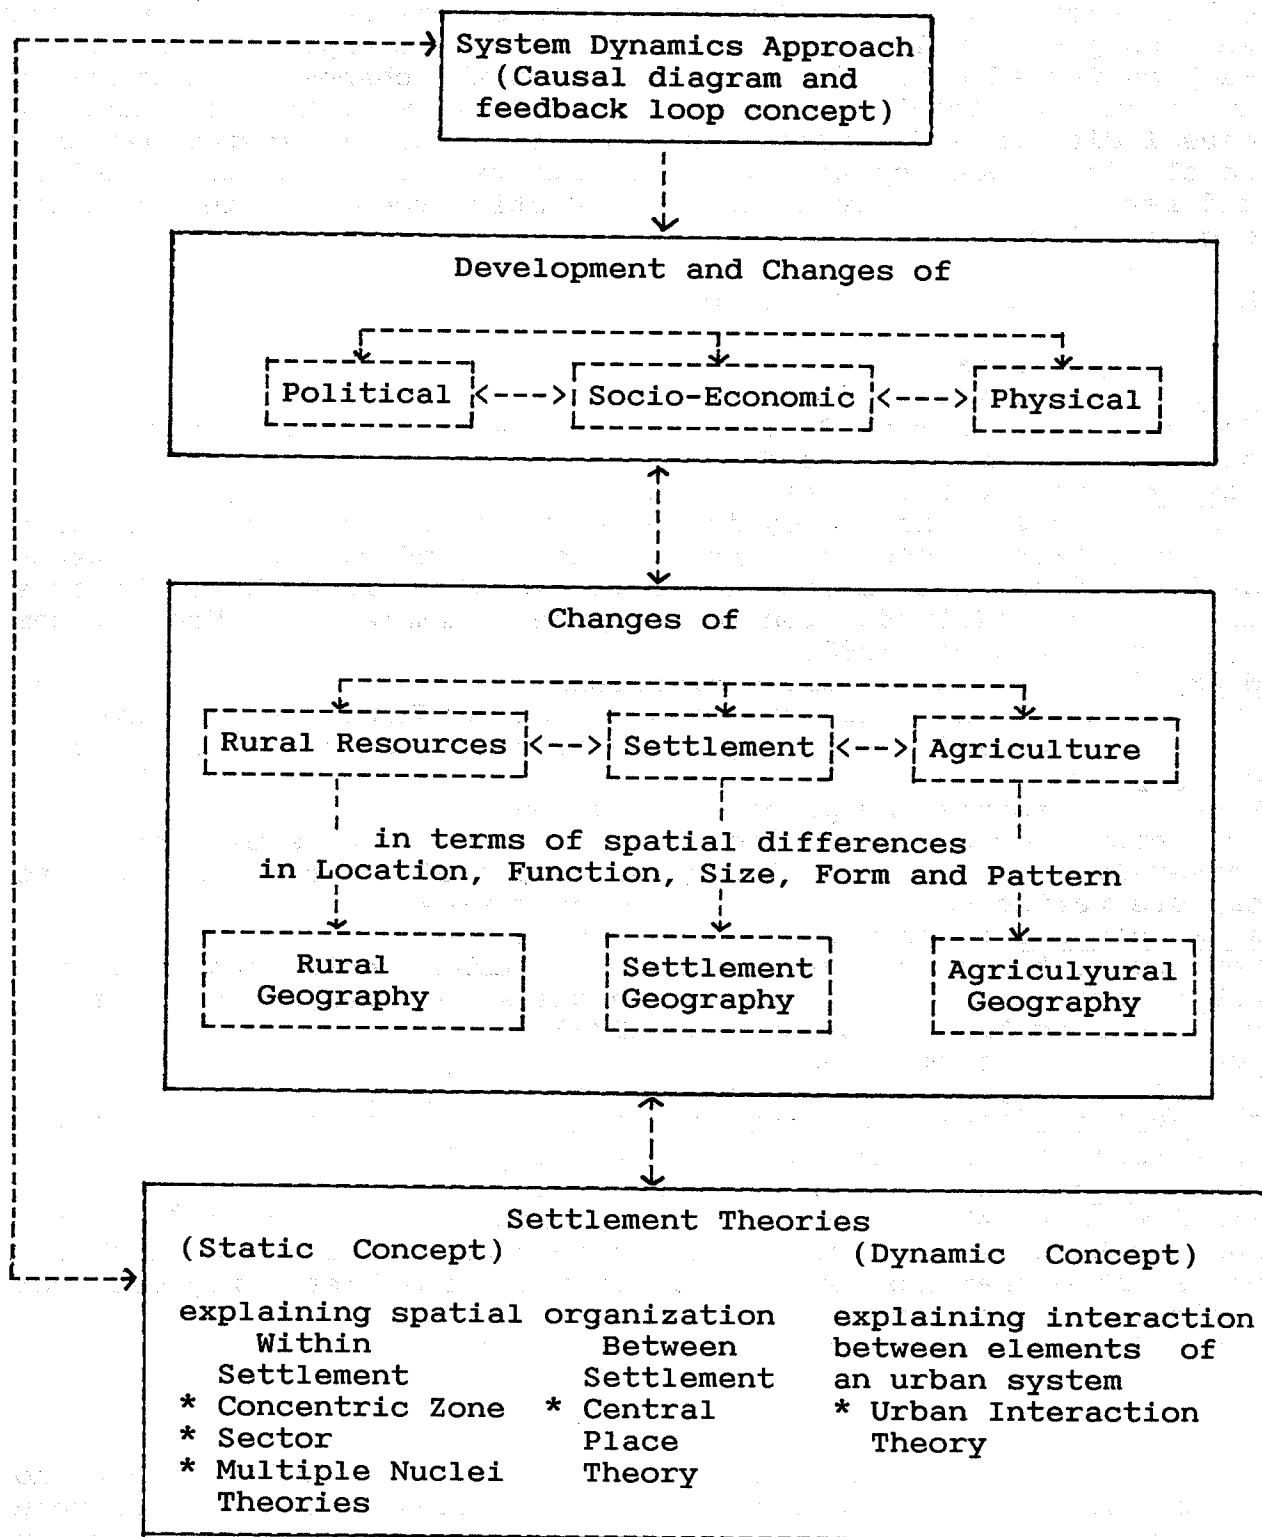 System Dynamics Approach
(Causal diagram and
feedback loop concept)
Development and Changes of
Political <---> Socio-Economic <---> Physical
Changes of
Rural Resources <--> Settlement <--> Agriculture
in terms of spatial differences
in Location, Function, Size, Form and Pattern
Rural
Geography
Settlement
Geography
Agriculyural
Geography
Settlement Theories
(Static Concept)
(Dynamic Concept)
explaining spatial organization
Within
Settlement
* Concentric Zone
* Sector
* Multiple Nuclei
Theories
Between
Settlement
* Central
Place
Theory
explaining interaction
between elements of
an urban system
* Urban Interaction
Theory